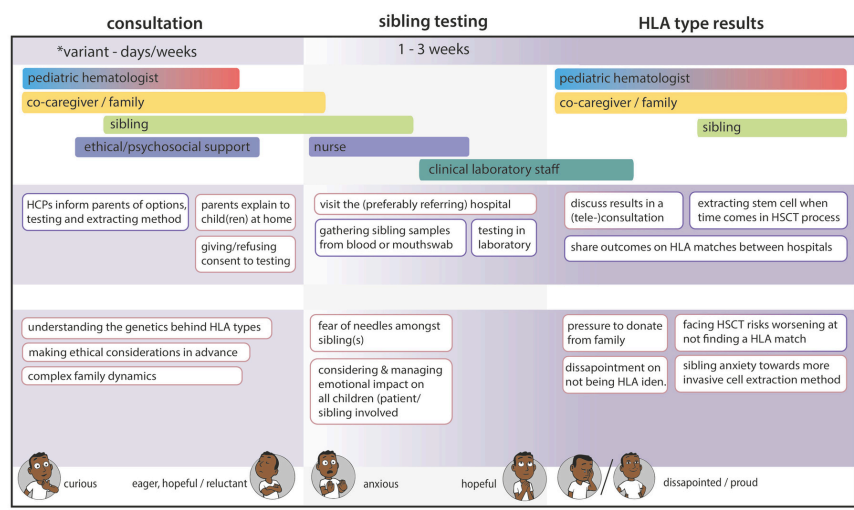 consultation
sibling testing
HLA type results
*variant - days/weeks
1 - 3 weeks
pediatric hematologist
pediatric hematologist
co-caregiver / family
co-caregiver / family
sibling
sibling
ethical/psychosocial support
nurse
clinical laboratory staff
HCPs inform parents of options,
testing and extracting method
parents explain to
child(ren) at home
giving/refusing
consent to testing
visit the (preferably referring) hospital
gathering sibling samples
from blood or mouthswab
testing in
laboratory
discuss results in a
(tele-)consultation
extracting stem cell when
time comes in HSCT process
share outcomes on HLA matches between hospitals
understanding the genetics behind HLA types
making ethical considerations in advance
complex family dynamics
fear of needles amongst
sibling(s)
considering & managing
emotional impact on
all children (patient/
sibling involved
pressure to donate
from family
facing HSCT risks worsening at
not finding a HLA match
dissapointment on
not being HLA iden.
sibling anxiety towards more
invasive cell extraction method
curious
eager, hopeful / reluctant
anxious
hopeful
/
dissapointed / proud